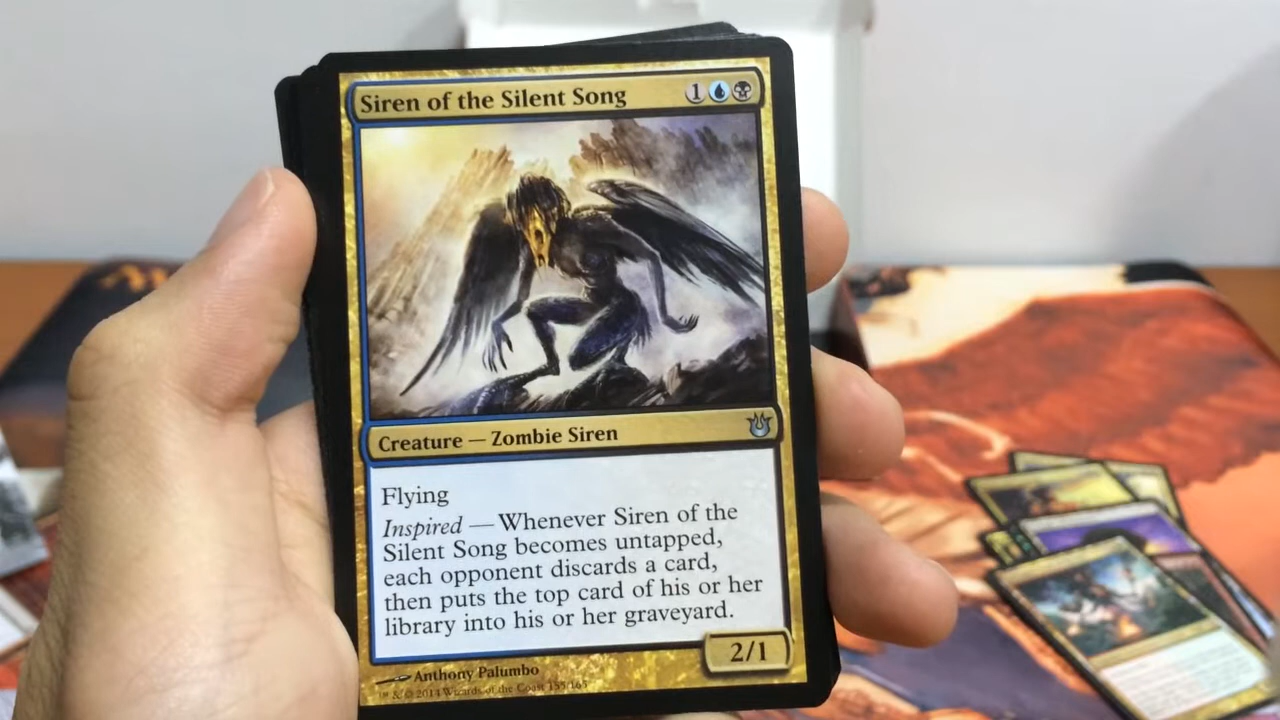 Siren of the Silent Song 1
Creature — Zombie Siren
Flying
Inspired — Whenever Siren of the
Silent Song becomes untapped,
each opponent discards a card,
then puts the top card of his or her
library into his or her graveyard.
2/1
Anthony Palumbo
™ & © 2014 Wizards of the Coast 155/165